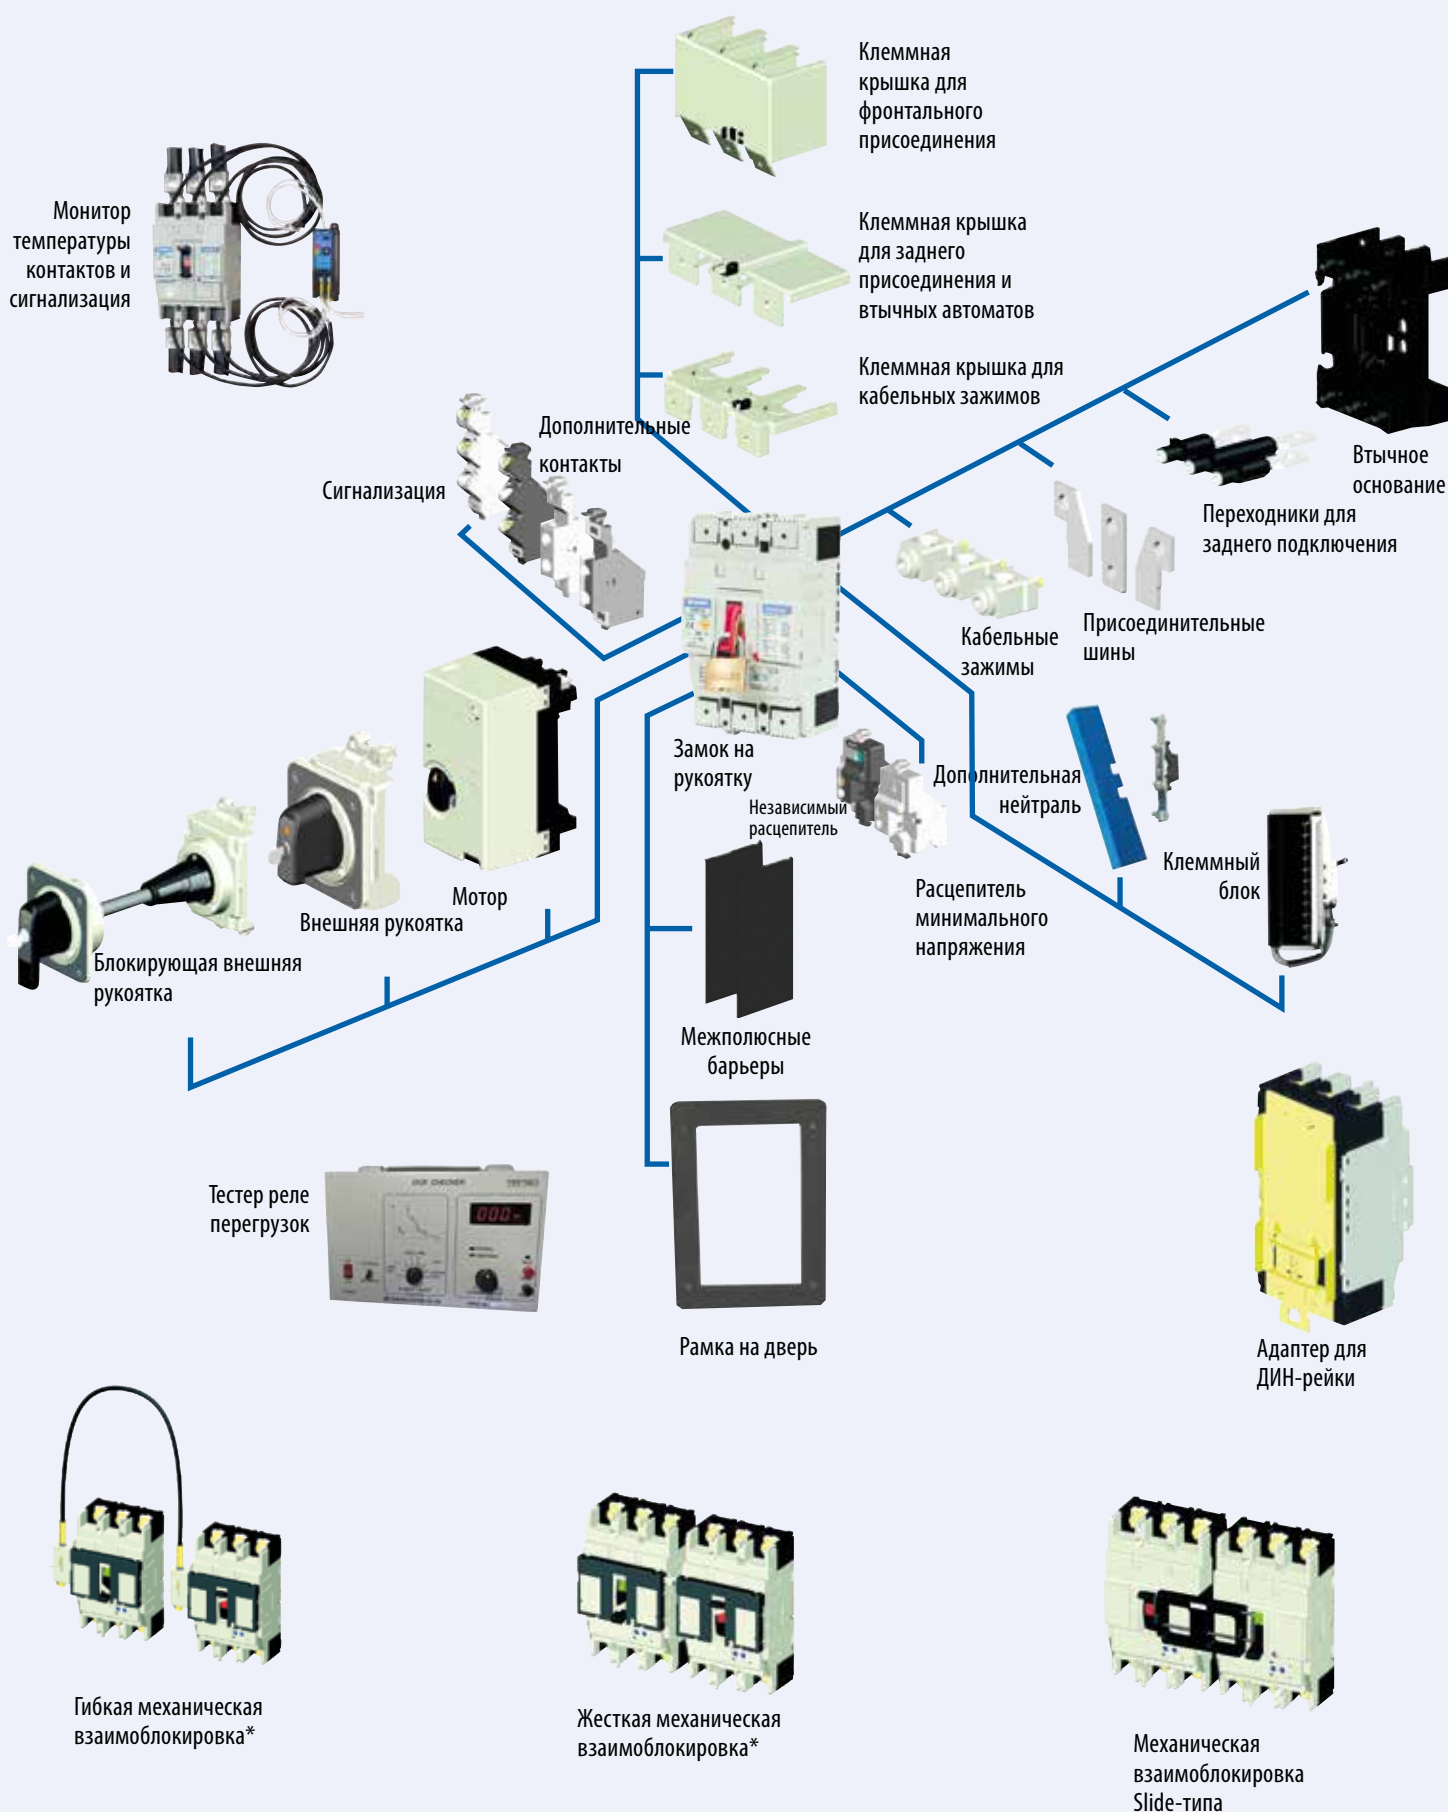 Клеммная
крышка для
фронтального
присоединения
Монитор
температуры
контактов и
сигнализация
Клеммная крышка
для заднего
присоединения и
втычных автоматов
Клеммная крышка для
кабельных зажимов
Дополнительные
контакты
Сигнализация
Втычное
основание
Переходники для
заднего подключения
Присоединительные
шины
Кабельные
зажимы
Замок на
рукоятку
Независимый
расцепитель
Дополнительная
нейтраль
Клеммный
блок
Расцепитель
минимального
напряжения
Мотор
Внешняя рукоятка
Блокирующая внешняя
рукоятка
Межполюсные
барьеры
Тестер реле
перегрузок
OCR CHECKER
000
Рамка на дверь
Адаптер для
ДИН-рейки
Гибкая механическая
взаимоблокировка*
Жесткая механическая
взаимоблокировка*
Механическая
взаимоблокировка
Slide-типа